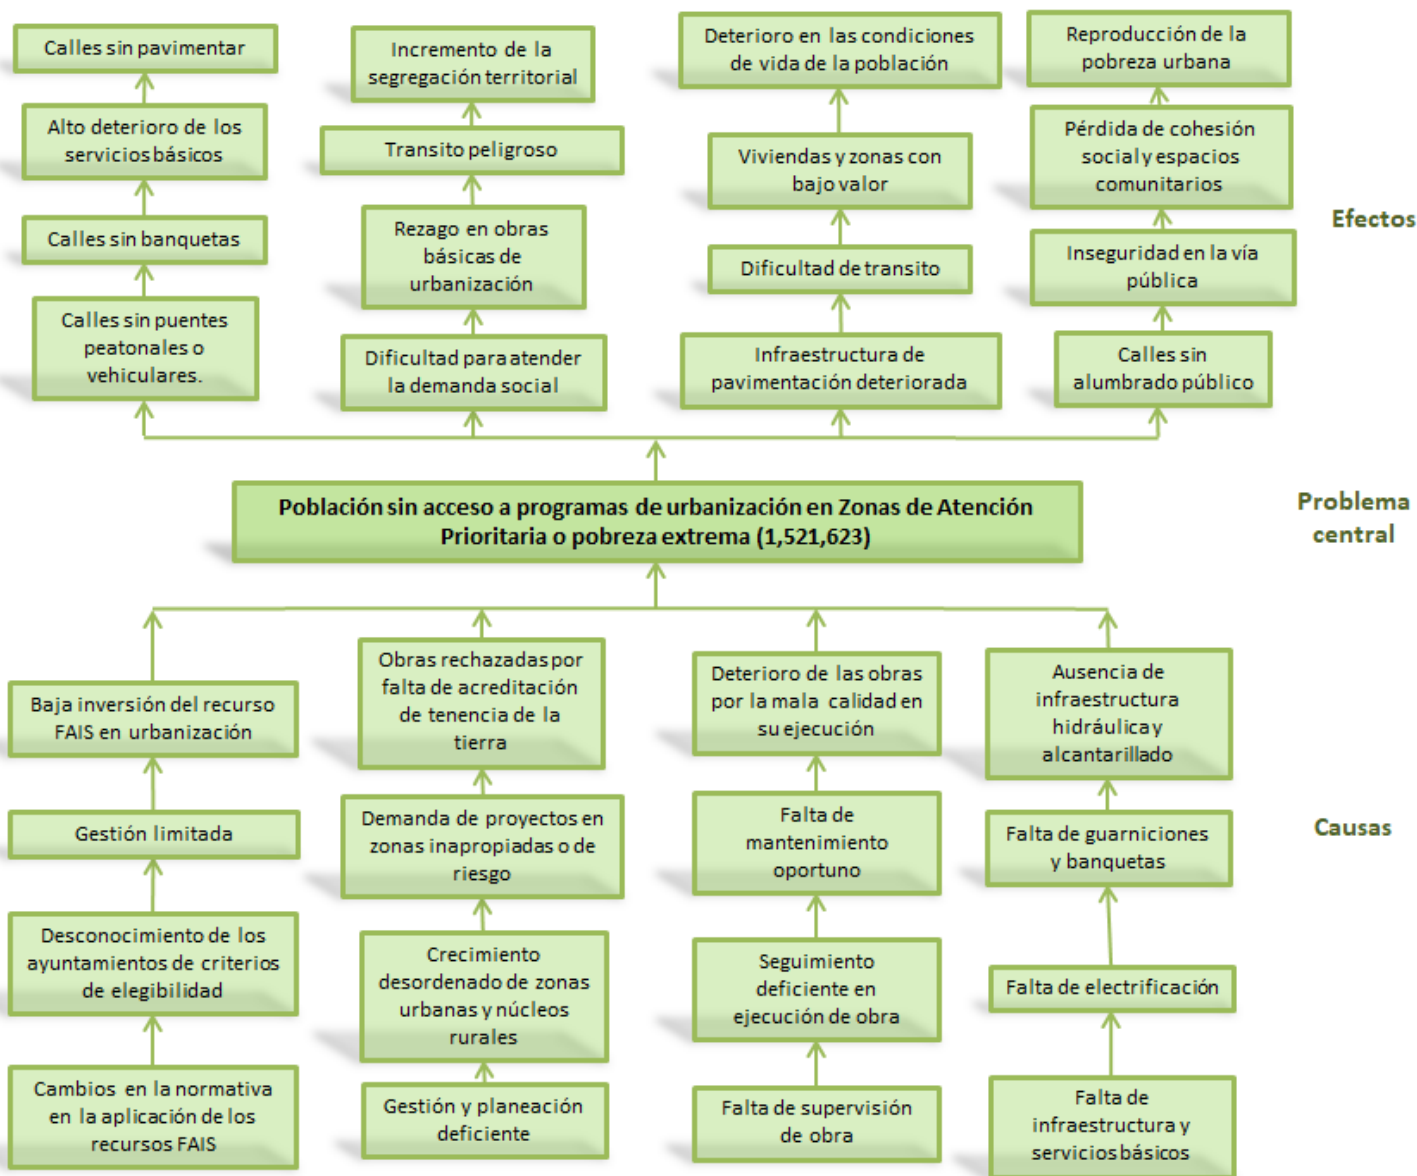 Calles sin pavimentar
Alto deterioro de los
servicios básicos
Calles sin banquetas
Calles sin puentes
peatonales o
vehiculares.
Incremento de la
segregación territorial
Transito peligroso
Rezago en obras
básicas de
urbanización
Dificultad para atender
la demanda social
Deterioro en las condiciones
de vida de la población
Viviendas y zonas con
bajo valor
Dificultad de transito
Infraestructura de
pavimentación deteriorada
Reproducción de la
pobreza urbana
Pérdida de cohesión
social y espacios
comunitarios
Inseguridad en la vía
pública
Calles sin
alumbrado público
Efectos
Población sin acceso a programas de urbanización en Zonas de Atención
Prioritaria o pobreza extrema (1,521,623)
Problema
central
Baja inversión del recurso
FAIS en urbanización
Gestión limitada
Desconocimiento de los
ayuntamientos de criterios
de elegibilidad
Cambios en la normativa
en la aplicación de los
recursos FAIS
Obras rechazadas por
falta de acreditación
de tenencia de la
tierra
Demanda de proyectos en
zonas inapropiadas o de
riesgo
Crecimiento
desordenado de zonas
urbanas y núcleos
rurales
Gestión y planeación
deficiente
Deterioro de las obras
por la mala calidad en
su ejecución
Falta de
mantenimiento
oportuno
Seguimiento
deficiente en
ejecución de obra
Falta de supervisión
de obra
Ausencia de
infraestructura
hidráulica y
alcantarillado
Falta de guarniciones
y banquetas
Falta de electrificación
Falta de
infraestructura y
servicios básicos
Causas